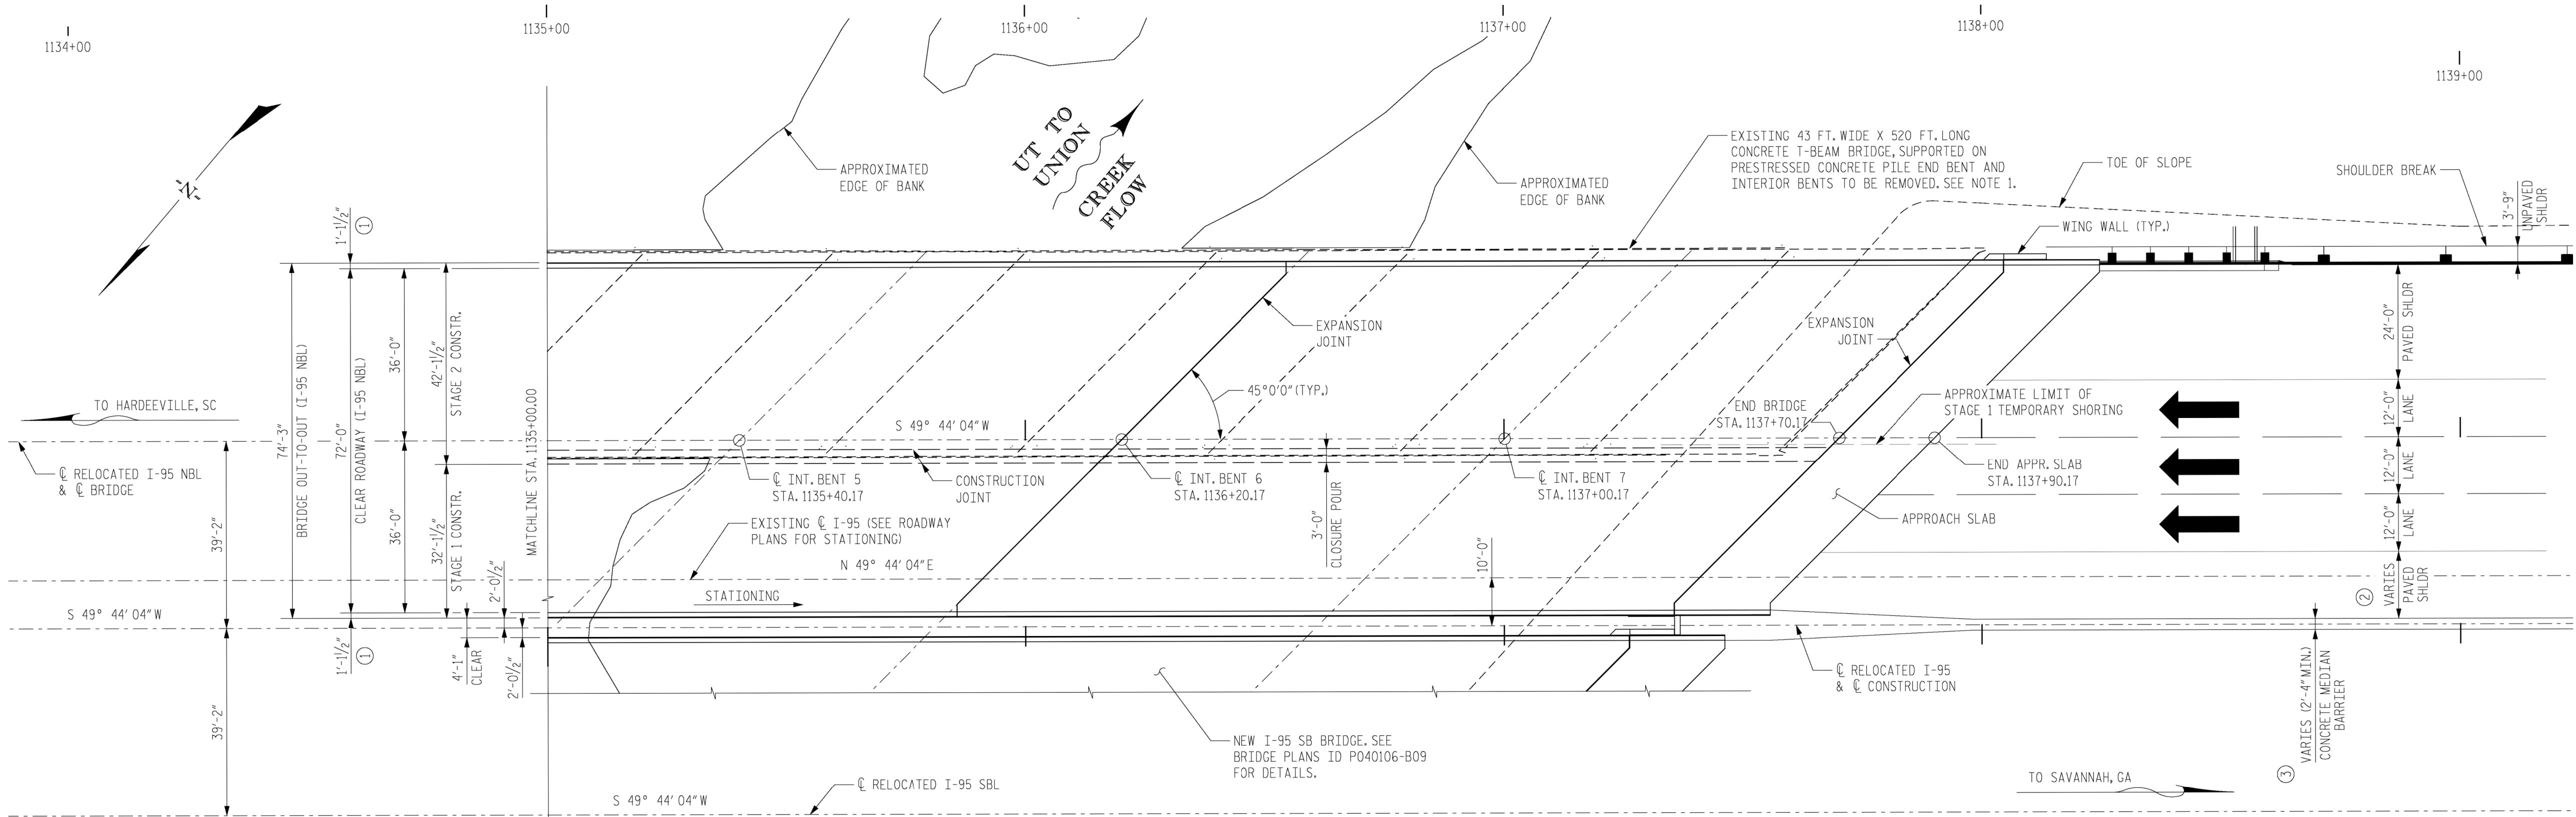 1134+00
1135+00
1136+00
1137+00
1138+00
1139+00
N
UT TO
UNION
CREEK
FLOW
APPROXIMATED
EDGE OF BANK
APPROXIMATED
EDGE OF BANK
EXISTING 43 FT. WIDE X 520 FT. LONG
CONCRETE T-BEAM BRIDGE, SUPPORTED ON
PRESTRESSED CONCRETE PILE END BENT AND
INTERIOR BENTS TO BE REMOVED. SEE NOTE 1.
TOE OF SLOPE
SHOULDER BREAK
WING WALL (TYP.)
3'-9"
UNPAVED
SHLDR
1'-1½"
1
74'-3"
BRIDGE OUT-TO-OUT (I-95 NBL)
72'-0"
CLEAR ROADWAY (I-95 NBL)
36'-0"
36'-0"
42'-1½"
STAGE 2 CONSTR.
32'-1½"
STAGE 1 CONSTR.
MATCHLINE STA. 1135+00.00
1'-1½"
1
4'-1"
CLEAR
2'-0½"
2'-0½"
TO HARDEEVILLE, SC
℄ RELOCATED I-95 NBL
& ℄ BRIDGE
39'-2"
39'-2"
S 49° 44' 04" W
S 49° 44' 04" W
EXPANSION
JOINT
45°0'0" (TYP.)
EXPANSION
JOINT
END BRIDGE
STA. 1137+70.17
APPROXIMATE LIMIT OF
STAGE 1 TEMPORARY SHORING
℄ INT. BENT 5
STA. 1135+40.17
CONSTRUCTION
JOINT
℄ INT. BENT 6
STA. 1136+20.17
3'-0"
CLOSURE POUR
℄ INT. BENT 7
STA. 1137+00.17
END APPR. SLAB
STA. 1137+90.17
APPROACH SLAB
EXISTING ℄ I-95 (SEE ROADWAY
PLANS FOR STATIONING)
N 49° 44' 04" E
STATIONING
10'-0"
24'-0"
PAVED SHLDR
12'-0"
LANE
12'-0"
LANE
12'-0"
LANE
2
VARIES
PAVED
SHLDR
℄ RELOCATED I-95
& ℄ CONSTRUCTION
3
VARIES (2'-4" MIN.)
CONCRETE MEDIAN
BARRIER
NEW I-95 SB BRIDGE. SEE
BRIDGE PLANS ID P040106-B09
FOR DETAILS.
℄ RELOCATED I-95 SBL
S 49° 44' 04" W
TO SAVANNAH, GA